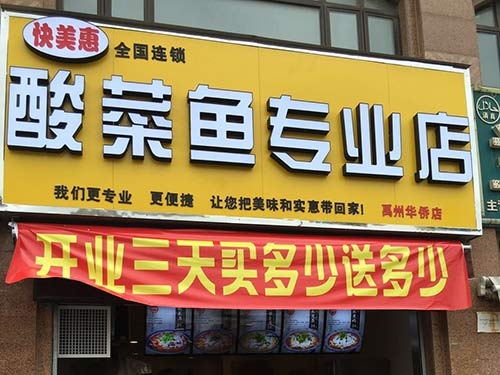 快美惠
全国连锁
酸菜鱼专业店
我们更专业 更便捷 让您把美味和实惠带回家! 禹州华侨店
开业三天买多少送多少